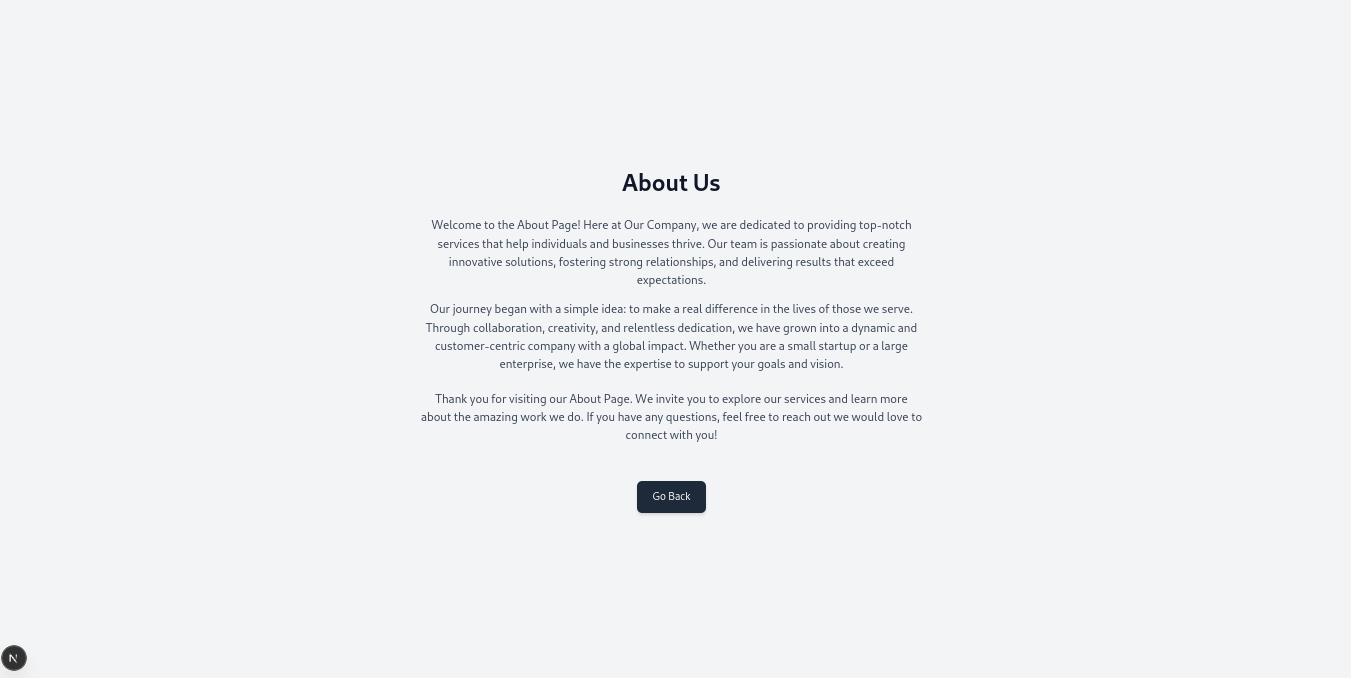 About Us
Welcome to the About Page! Here at Our Company, we are dedicated to providing top-notch
services that help individuals and businesses thrive. Our team is passionate about creating
innovative solutions, fostering strong relationships, and delivering results that exceed
expectations.
Our journey began with a simple idea: to make a real difference in the lives of those we serve.
Through collaboration, creativity, and relentless dedication, we have grown into a dynamic and
customer-centric company with a global impact. Whether you are a small startup or a large
enterprise, we have the expertise to support your goals and vision.
Thank you for visiting our About Page. We invite you to explore our services and learn more
about the amazing work we do. If you have any questions, feel free to reach out we would love to
connect with you!
Go Back
N